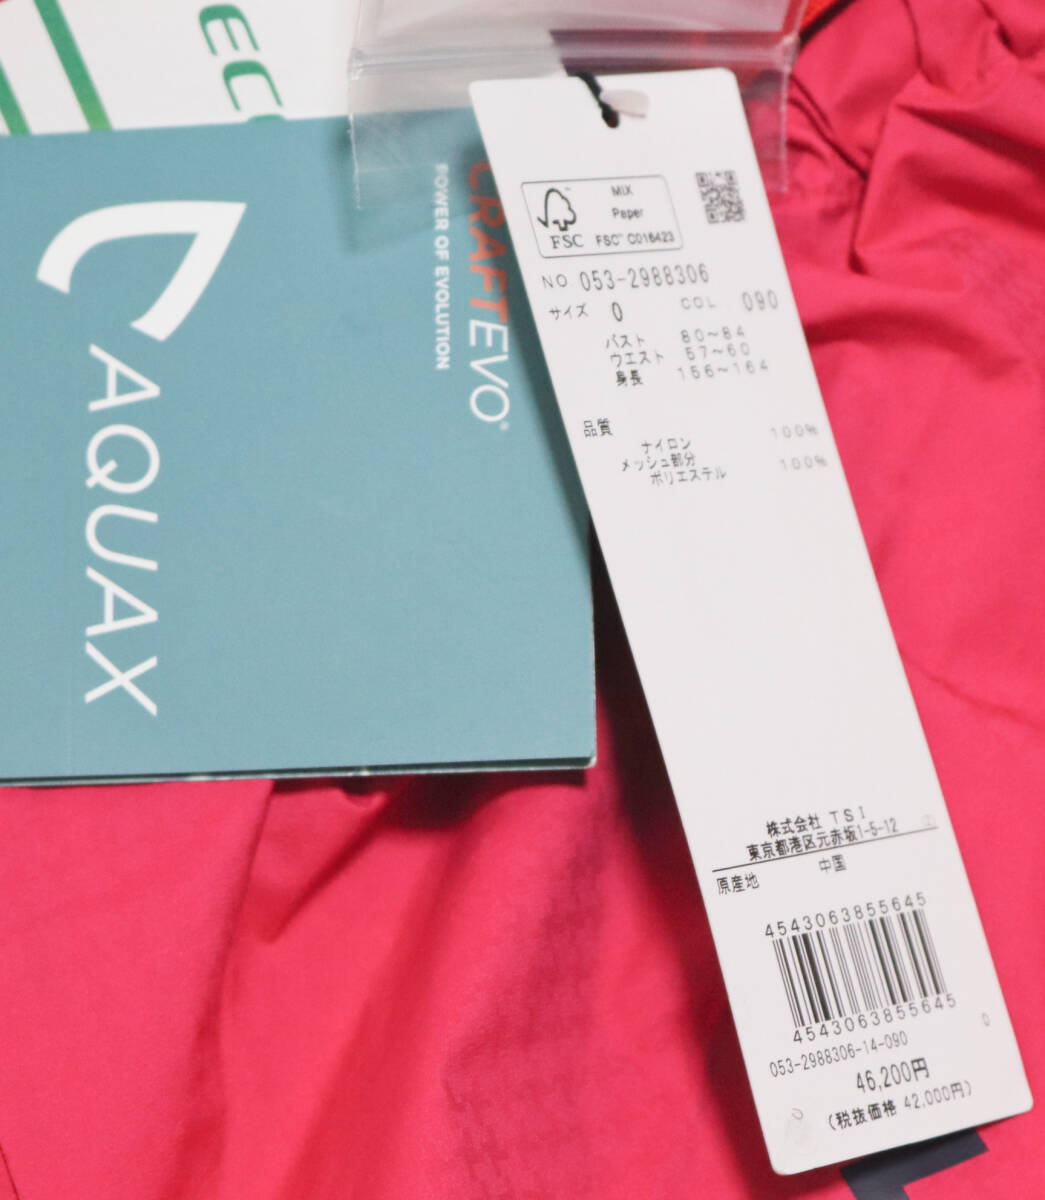 EC
AQUAX
CRAFTEVO®
POWER OF EVOLUTION
FSC
MIX
Paper
FSC™ C016423
NO. 053-2988306
サイズ 0 COL 090
バスト 80～84
ウエスト 57～60
身長 156～164
品質
ナイロン 100%
メッシュ部分
ポリエステル 100%
株式会社 TSI
東京都港区元赤坂1-5-12
原産地 中国
4543063855645
4543063855645
053-2988306-14-090
0
46,200円
(税抜価格 42,000円)